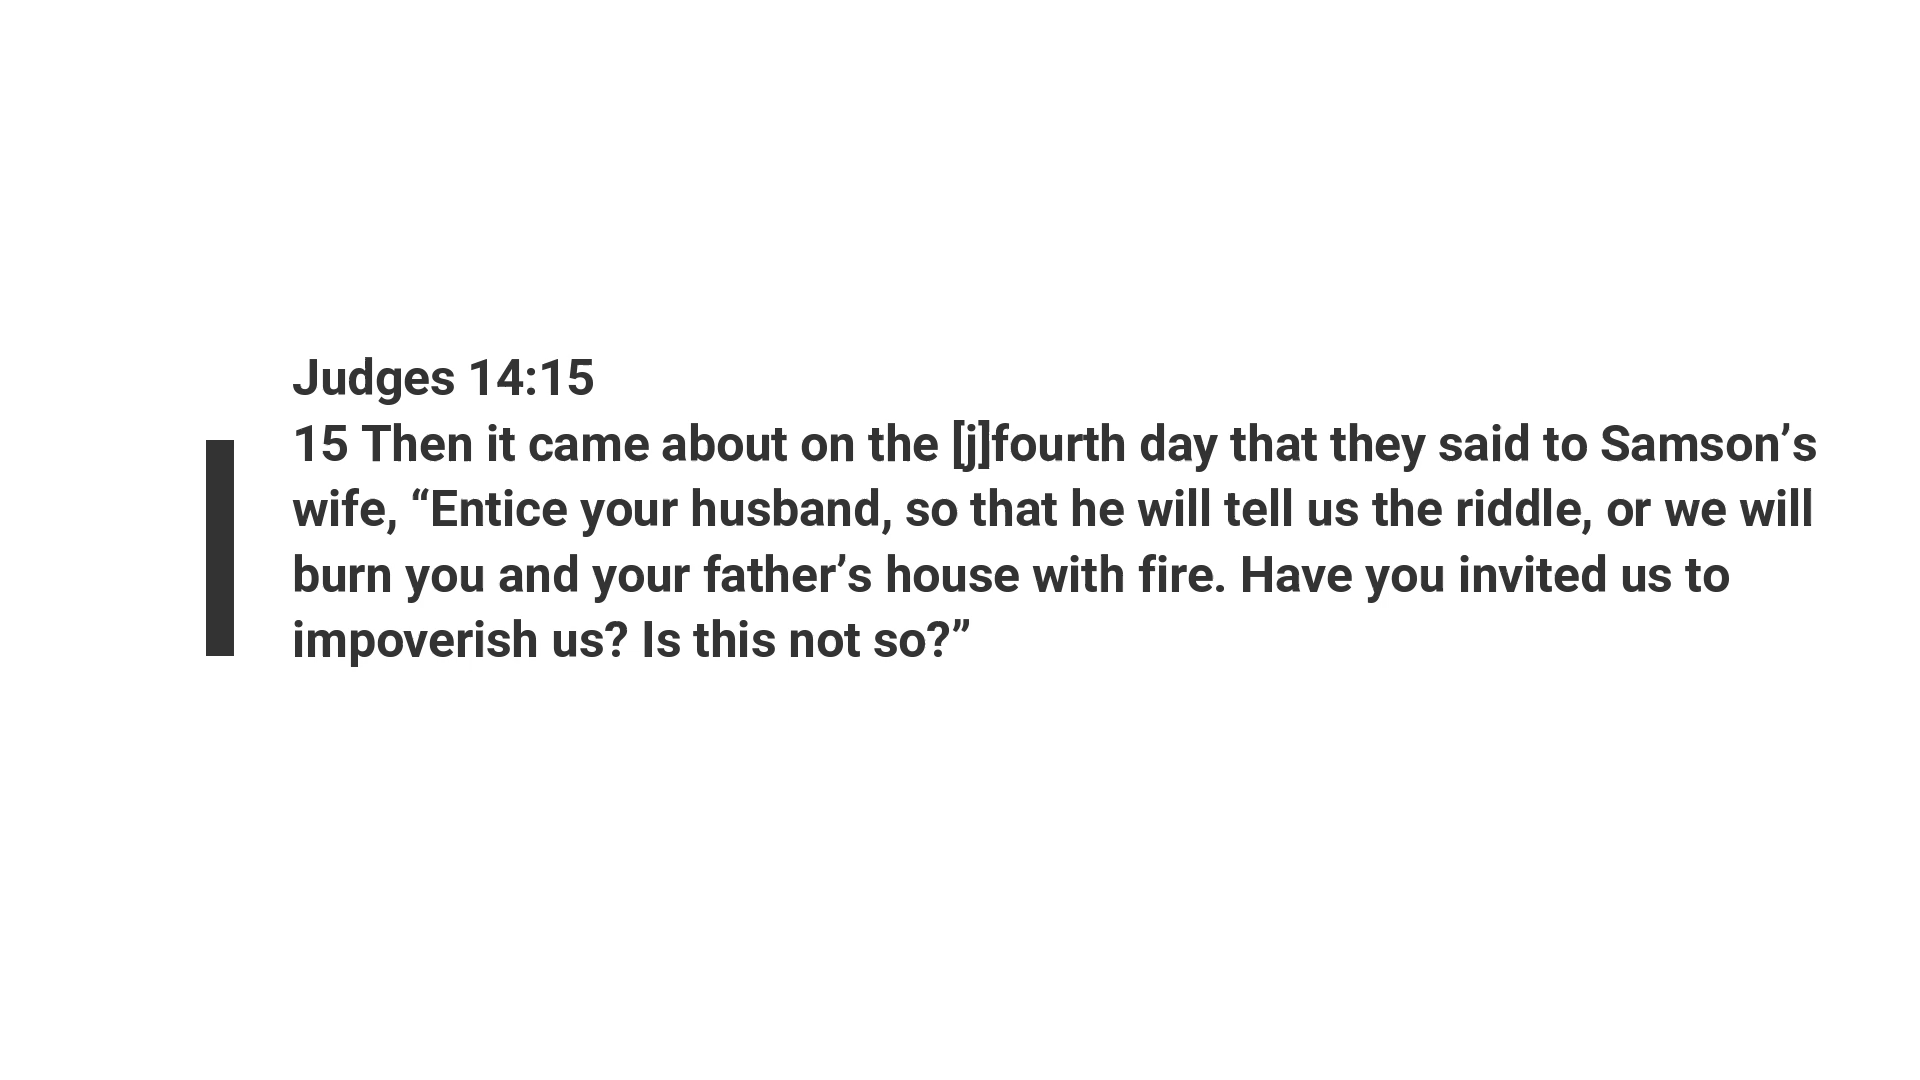 Judges 14:15
15 Then it came about on the [j]fourth day that they said to Samson’s
wife, “Entice your husband, so that he will tell us the riddle, or we will
burn you and your father’s house with fire. Have you invited us to
impoverish us? Is this not so?”